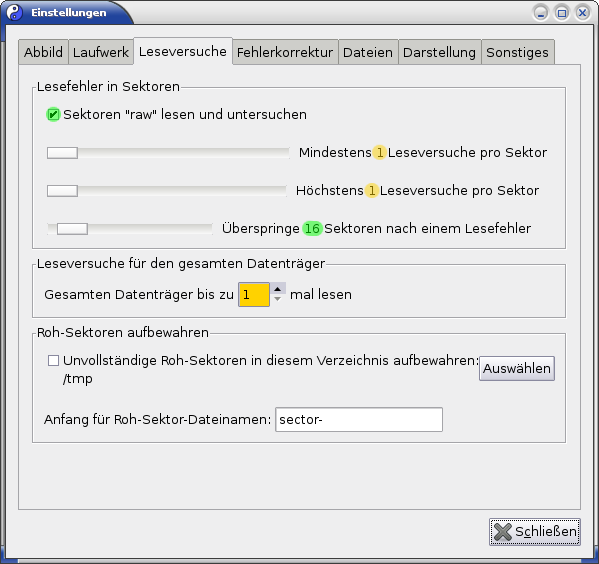 Einstellungen
Abbild Laufwerk Leseversuche Fehlerkorrektur Dateien Darstellung Sonstiges
Lesefehler in Sektoren
Sektoren "raw" lesen und untersuchen
Mindestens 1 Leseversuche pro Sektor
Höchstens 1 Leseversuche pro Sektor
Überspringe 16 Sektoren nach einem Lesefehler
Leseversuche für den gesamten Datenträger
Gesamten Datenträger bis zu 1 mal lesen
Roh-Sektoren aufbewahren
Unvollständige Roh-Sektoren in diesem Verzeichnis aufbewahren:
/tmp
Auswählen
Anfang für Roh-Sektor-Dateinamen: sector-
Schließen